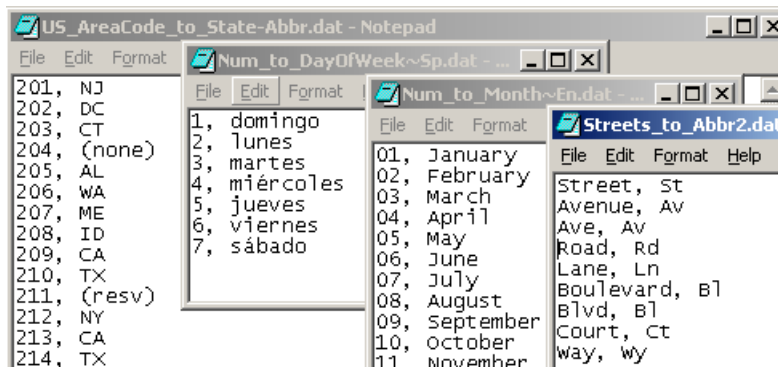 US_AreaCode_to_State-Abbr.dat - Notepad
File Edit Format
201, NJ
202, DC
203, CT
204, (none)
205, AL
206, WA
207, ME
208, ID
209, CA
210, TX
211, (resv)
212, NY
213, CA
214, TX
Num_to_DayOfWeek~Sp.dat - ...
File Edit Format
1, domingo
2, lunes
3, martes
4, miércoles
5, jueves
6, viernes
7, sábado
Num_to_Month~En.dat - ...
File Edit Format
01, January
02, February
03, March
04, April
05, May
06, June
07, July
08, August
09, September
10, October
11, November
Streets_to_Abbr2.dat
File Edit Format Help
Street, St
Avenue, Av
Ave, Av
Road, Rd
Lane, Ln
Boulevard, Bl
Blvd, Bl
Court, Ct
Way, Wy